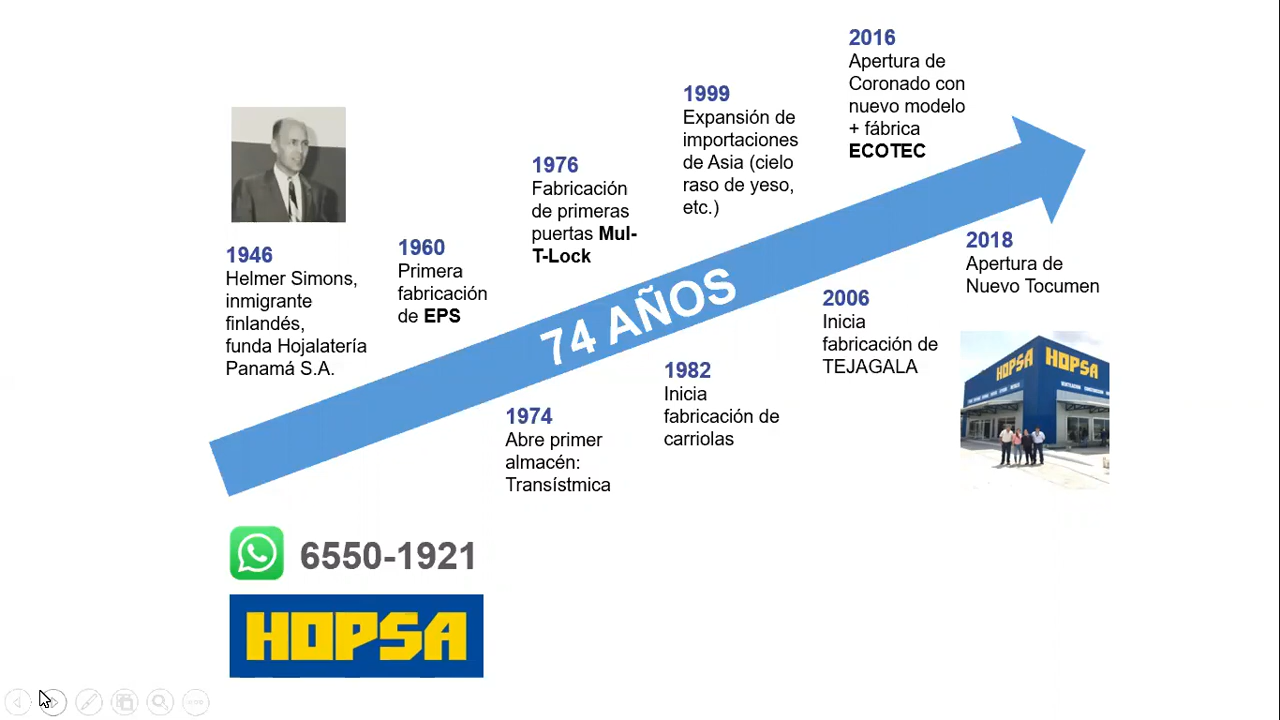 2016
Apertura de
Coronado con
nuevo modelo
+ fábrica
ECOTEC
1999
Expansión de
importaciones
de Asia (cielo
raso de yeso,
etc.)
1976
Fabricación
de primeras
puertas Mul-
T-Lock
1960
Primera
fabricación
de EPS
1946
Helmer Simons,
inmigrante
finlandés,
funda Hojalatería
Panamá S.A.
74 AÑOS
2018
Apertura de
Nuevo Tocumen
2006
Inicia
fabricación de
TEJAGALA
1982
Inicia
fabricación de
carriolas
1974
Abre primer
almacén:
Transístmica
HOPSA HOPSA
6550-1921
HOPSA